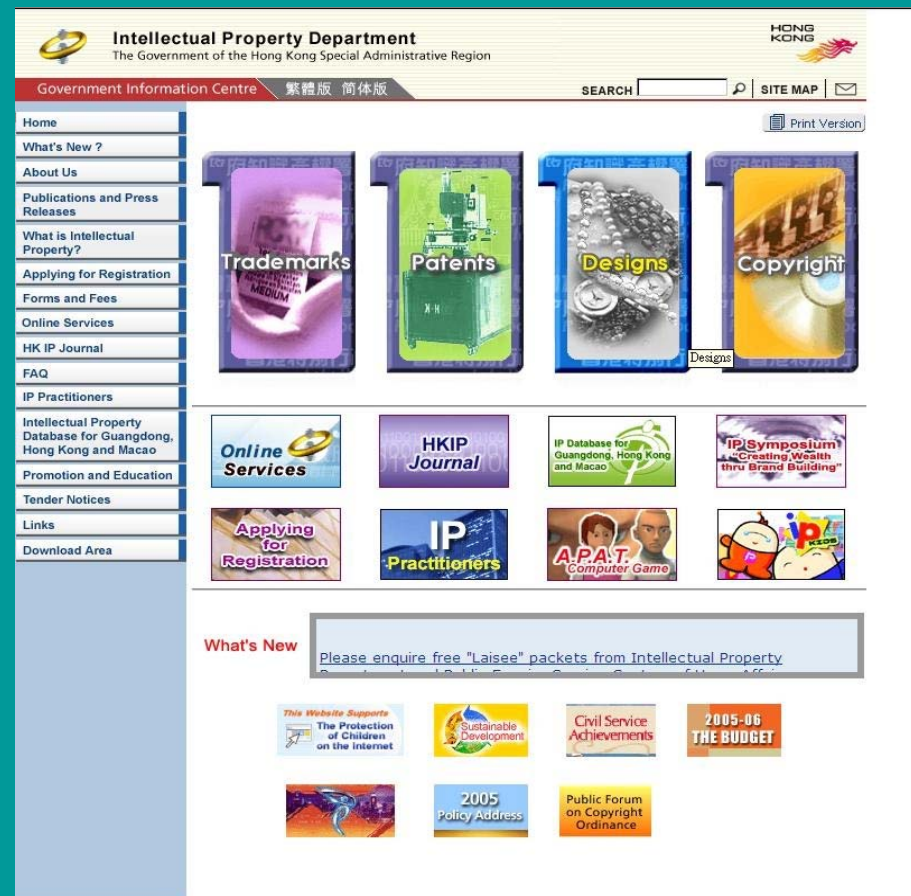 Intellectual Property Department
The Government of the Hong Kong Special Administrative Region
HONG
KONG
Government Information Centre 繁體版 简体版
SEARCH SITE MAP
Home
What's New ?
About Us
Publications and Press
Releases
What is Intellectual
Property?
Applying for Registration
Forms and Fees
Online Services
HK IP Journal
FAQ
IP Practitioners
Intellectual Property
Database for Guangdong,
Hong Kong and Macao
Promotion and Education
Tender Notices
Links
Download Area
Print Version
Trademarks
MEDIUM
Patents
Designs
Copyright
Designs
Online
Services
HKIP
Journal
IP Database for
Guangdong, Hong Kong
and Macao
IP Symposium
"Creating Wealth
thru Brand Building"
Applying
for
Registration
IP
Practitioners
A.P.A.T.
Computer Game
iP
KIDS
What's New
Please enquire free "Laisee" packets from Intellectual Property
This Website Supports
The Protection
of Children
on the Internet
Sustainable
Development
Civil Service
Achievements
2005-06
THE BUDGET
2005
Policy Address
Public Forum
on Copyright
Ordinance